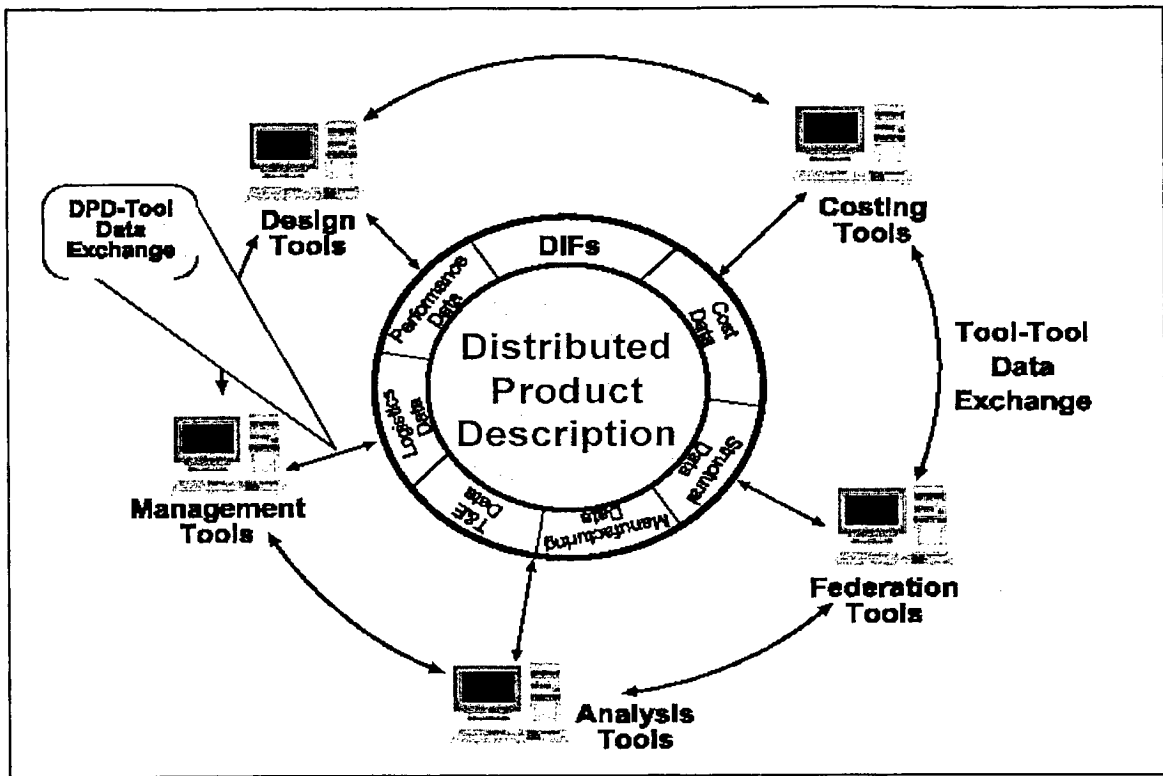 DPD-Tool
Data
Exchange
Design
Tools
Costing
Tools
DIFs
Performance
Data
Cost
Data
Distributed
Product
Description
Tool-Tool
Data
Exchange
Logistics
Data
Structural
Data
T&E
Data
Manufacturing
Data
Management
Tools
Federation
Tools
Analysis
Tools